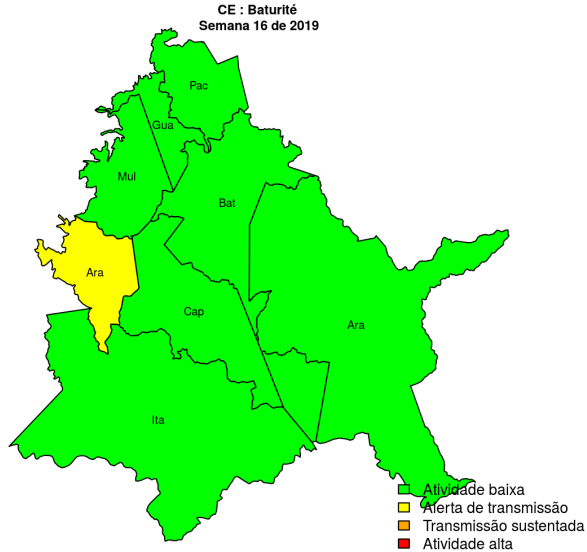 CE : Baturité
Semana 16 de 2019
Pac
Gua
Mul
Bat
Ara
Cap
Ara
Ita
Atividade baixa
Alerta de transmissão
Transmissão sustentada
Atividade alta